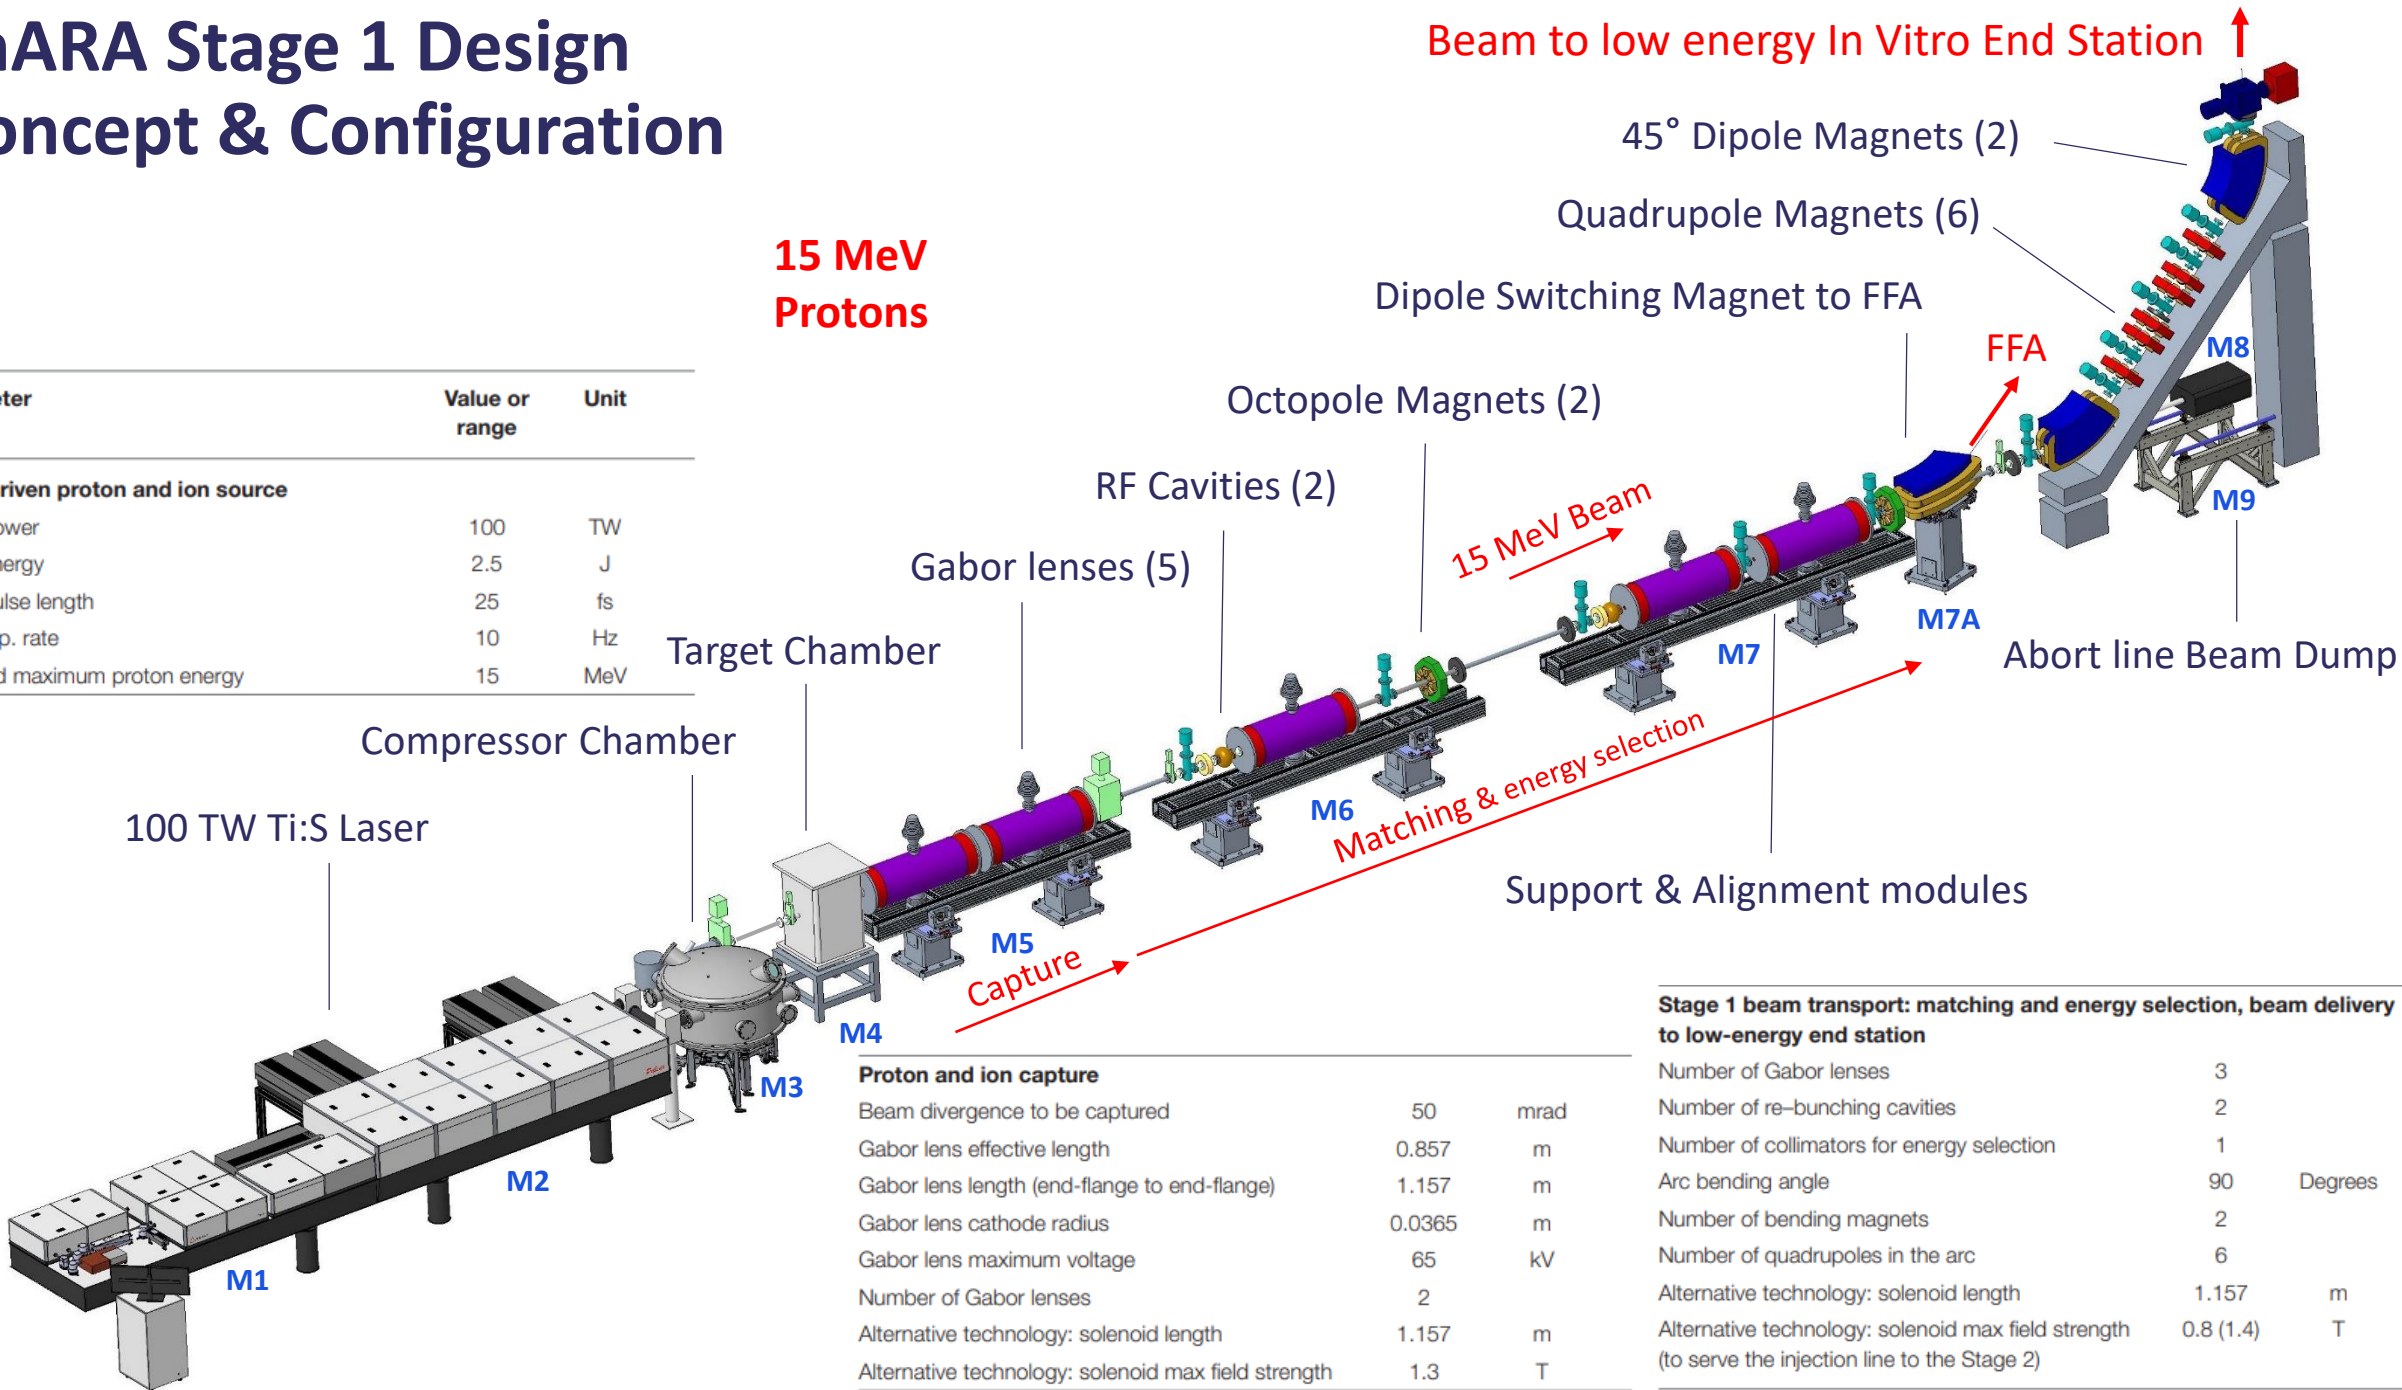 ARA Stage 1 Design
oncept & Configuration
Beam to low energy In Vitro End Station
45° Dipole Magnets (2)
Quadrupole Magnets (6)
15 MeV
Protons
Dipole Switching Magnet to FFA
FFA
M8
Octopole Magnets (2)
RF Cavities (2)
M9
15 MeV Beam
Gabor lenses (5)
M7A
Target Chamber
M7
Abort line Beam Dump
Compressor Chamber
Matching & energy selection
M6
100 TW Ti:S Laser
Support & Alignment modules
M5
Capture
M4
M3
M2
M1
eter Value or range Unit
riven proton and ion source
ower 100 TW
nergy 2.5 J
ulse length 25 fs
p. rate 10 Hz
d maximum proton energy 15 MeV
Proton and ion capture
Beam divergence to be captured 50 mrad
Gabor lens effective length 0.857 m
Gabor lens length (end-flange to end-flange) 1.157 m
Gabor lens cathode radius 0.0365 m
Gabor lens maximum voltage 65 kV
Number of Gabor lenses 2
Alternative technology: solenoid length 1.157 m
Alternative technology: solenoid max field strength 1.3 T
Stage 1 beam transport: matching and energy selection, beam delivery
to low-energy end station
Number of Gabor lenses 3
Number of re–bunching cavities 2
Number of collimators for energy selection 1
Arc bending angle 90 Degrees
Number of bending magnets 2
Number of quadrupoles in the arc 6
Alternative technology: solenoid length 1.157 m
Alternative technology: solenoid max field strength 0.8 (1.4) T
(to serve the injection line to the Stage 2)